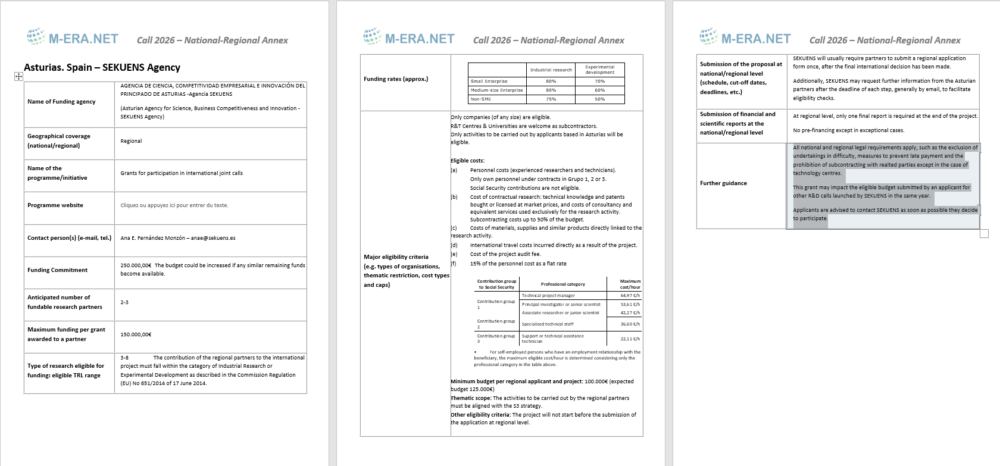 M-ERA.NET
Call 2026 – National-Regional Annex
Asturias. Spain – SEKUENS Agency
Name of Funding agency
AGENCIA DE CIENCIA, COMPETITIVIDAD EMPRESARIAL E INNOVACIÓN DEL
PRINCIPADO DE ASTURIAS -Agencia SEKUENS
(Asturian Agency for Science, Business Competitiveness and Innovation -
SEKUENS Agency)
Geographical coverage
(national/regional)
Regional
Name of the
programme/initiative
Grants for participation in international joint calls
Programme website
Cliquez ou appuyez ici pour entrer du texte.
Contact person(s) (e-mail, tel.)
Ana E. Fernández Monzón – anae@sekuens.es
Funding Commitment
250.000,00€ The budget could be increased if any similar remaining funds
become available.
Anticipated number of
fundable research partners
2-3
Maximum funding per grant
awarded to a partner
150.000,00€
Type of research eligible for
funding: eligible TRL range
3-8 The contribution of the regional partners to the international
project must fall within the category of Industrial Research or
Experimental Development as described in the Commission Regulation
(EU) No 651/2014 of 17 June 2014.
M-ERA.NET
Call 2026 – National-Regional Annex
Funding rates (approx.)
Industrial research Experimental
development
Small Enterprise 80% 70%
Medium-size Enterprise 80% 60%
Non-SME 75% 50%
Major eligibility criteria
(e.g. types of organisations,
thematic restriction, cost types
and caps)
Only companies (of any size) are eligible.
R&T Centres & Universities are welcome as subcontractors.
Only activities to be carried out by applicants based in Asturias will be
eligible.
Eligible costs:
(a) Personnel costs (experienced researchers and technicians).
Only own personnel under contracts in Grupo 1, 2 or 3.
Social Security contributions are not eligible.
(b) Cost of contractual research: technical knowledge and patents
bought or licensed at market prices, and costs of consultancy and
equivalent services used exclusively for the research activity.
Subcontracting costs up to 50% of the budget.
(c) Costs of materials, supplies and similar products directly linked to the
research activity.
(d) International travel costs incurred directly as a result of the project.
(e) Cost of the project audit fee.
(f) 15% of the personnel cost as a flat rate
Contribution group
to Social Security
Professional category
Maximum
cost/hour
Contribution group
1
Technical project manager 64,97 €/h
Principal investigator or senior scientist 53,61 €/h
Associate researcher or junior scientist 42,27 €/h
Contribution group
2
Specialised technical staff 36,60 €/h
Contribution group
3
Support or technical assistance
technician
22,11 €/h
• For self-employed persons who have an employment relationship with the
beneficiary, the maximum eligible cost/hour is determined considering only the
professional category in the table above.
Minimum budget per regional applicant and project: 100.000€ (expected
budget 125.000€)
Thematic scope: The activities to be carried out by the regional partners
must be aligned with the S3 strategy.
Other eligibility criteria: The project will not start before the submission of
the application at regional level.
M-ERA.NET
Call 2026 – National-Regional Annex
Submission of the proposal at
national/regional level
(schedule, cut-off dates,
deadlines, etc.)
SEKUENS will usually require partners to submit a regional application
form once, after the final international decision has been made.
Additionally, SEKUENS may request further information from the Asturian
partners after the deadline of each step, generally by email, to facilitate
eligibility checks.
Submission of financial and
scientific reports at the
national/regional level
At regional level, only one final report is required at the end of the project.
No pre-financing except in exceptional cases.
Further guidance
All national and regional legal requirements apply, such as the exclusion of
undertakings in difficulty, measures to prevent late payment and the
prohibition of subcontracting with realted parties except in the case of
technology centres.
This grant may impact the eligible budget submitted by an applicant for
other R&D calls launched by SEKUENS in the same year.
Applicants are advised to contact SEKUENS as soon as possible they decide
to participate.